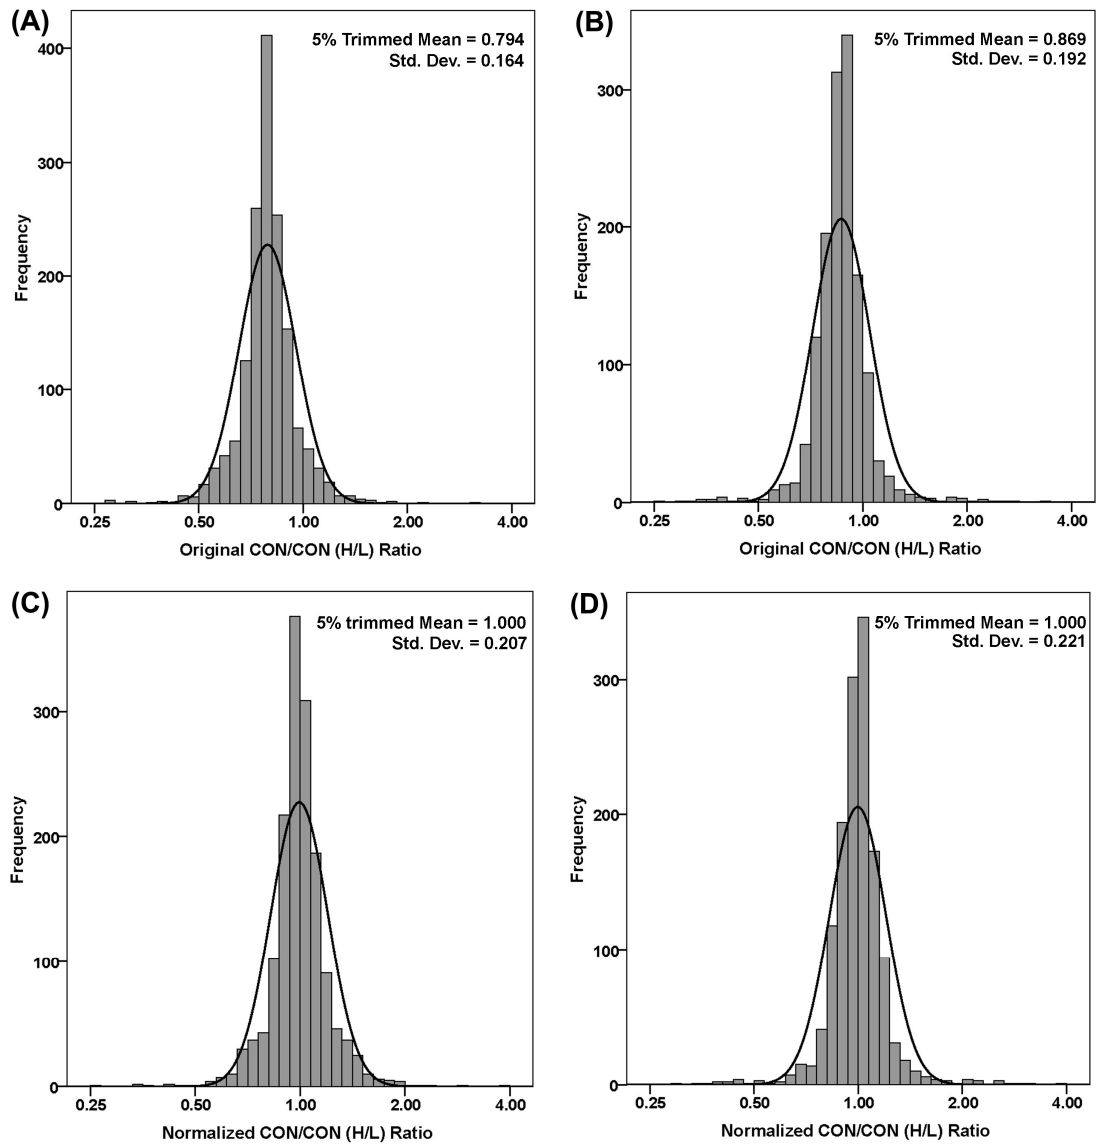 (A)
5% Trimmed Mean = 0.794
Std. Dev. = 0.164
400
300
200
100
0
Frequency
0.25 0.50 1.00 2.00 4.00
Original CON/CON (H/L) Ratio
(B)
5% Trimmed Mean = 0.869
Std. Dev. = 0.192
300
200
100
0
Frequency
0.25 0.50 1.00 2.00 4.00
Original CON/CON (H/L) Ratio
(C)
5% trimmed Mean = 1.000
Std. Dev. = 0.207
300
200
100
0
Frequency
0.25 0.50 1.00 2.00 4.00
Normalized CON/CON (H/L) Ratio
(D)
5% Trimmed Mean = 1.000
Std. Dev. = 0.221
300
200
100
0
Frequency
0.25 0.50 1.00 2.00 4.00
Normalized CON/CON (H/L) Ratio